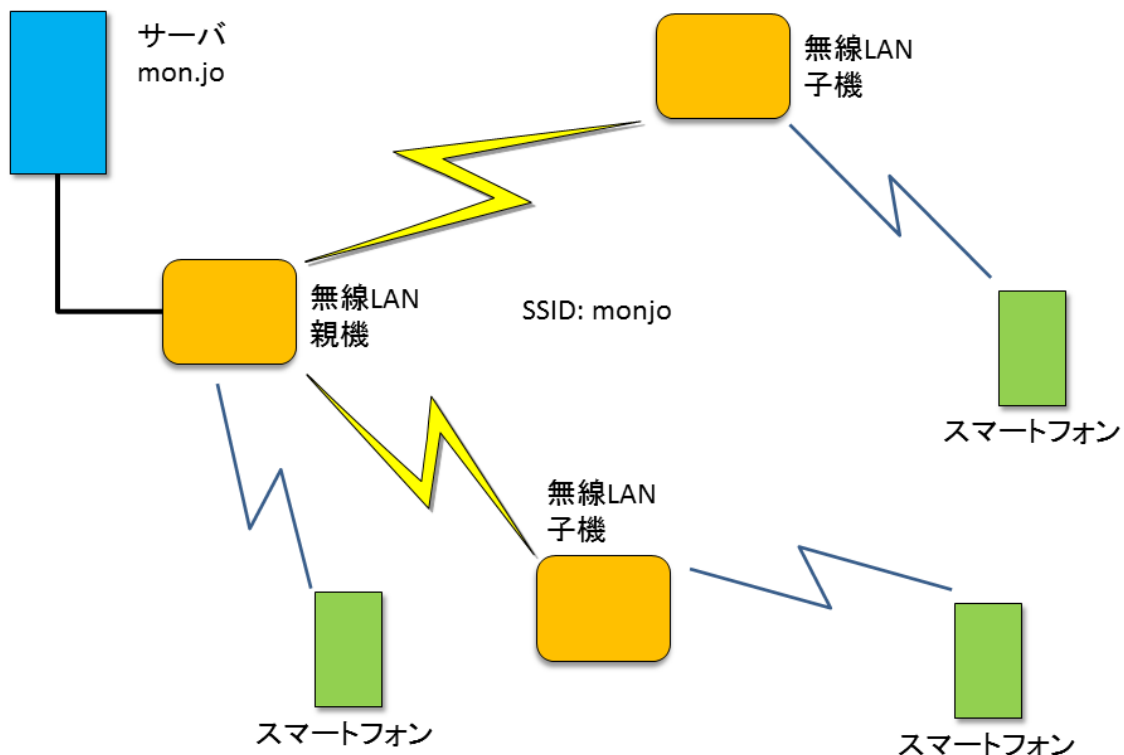 サーバ
mon.jo
無線LAN
子機
無線LAN
親機
SSID: monjo
スマートフォン
無線LAN
子機
スマートフォン
スマートフォン